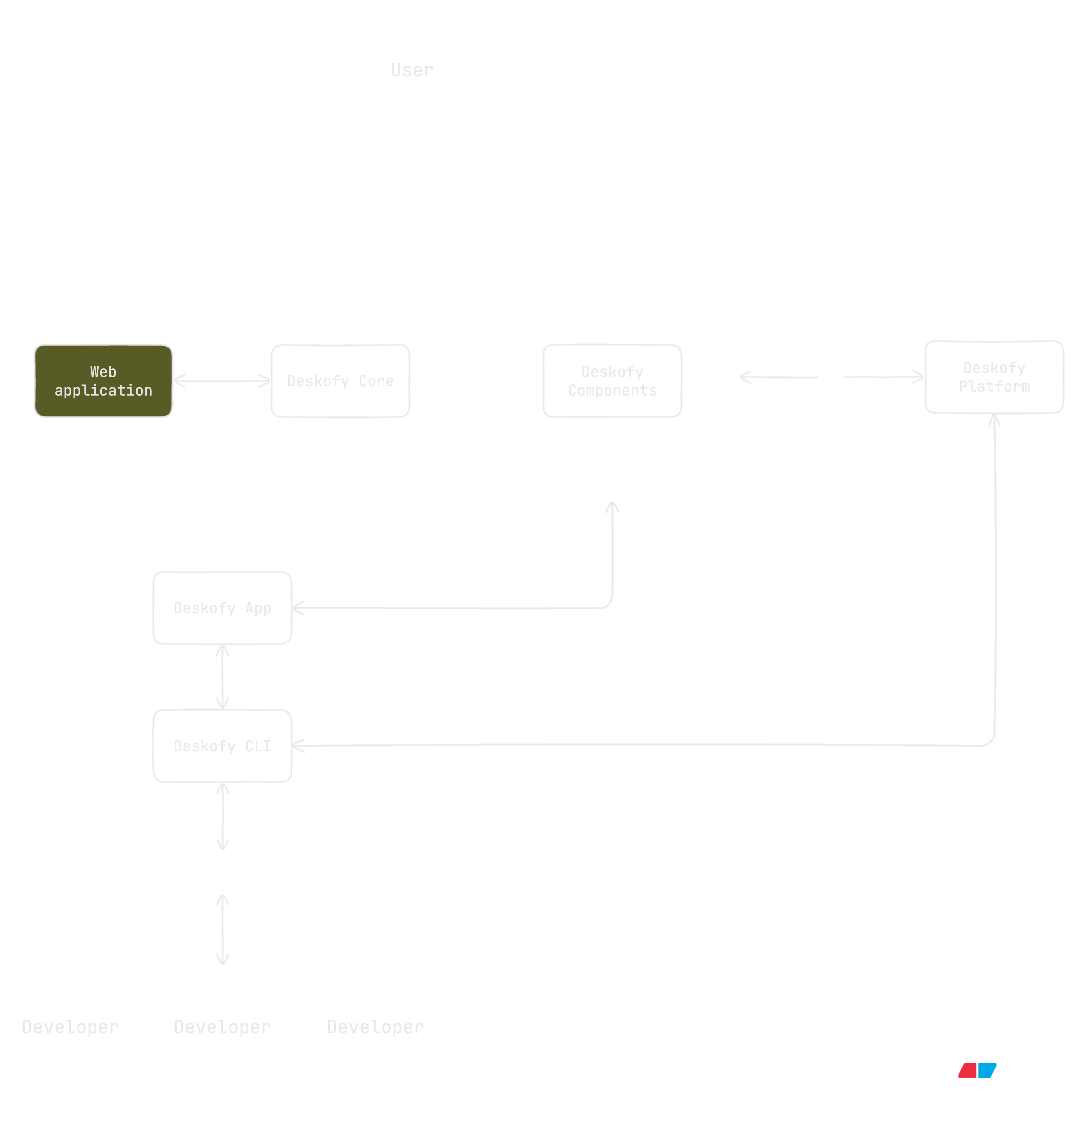 User
Web
application
Deskofy Core
Deskofy
Components
Deskofy
Platform
Deskofy App
Deskofy CLI
Developer
Developer
Developer